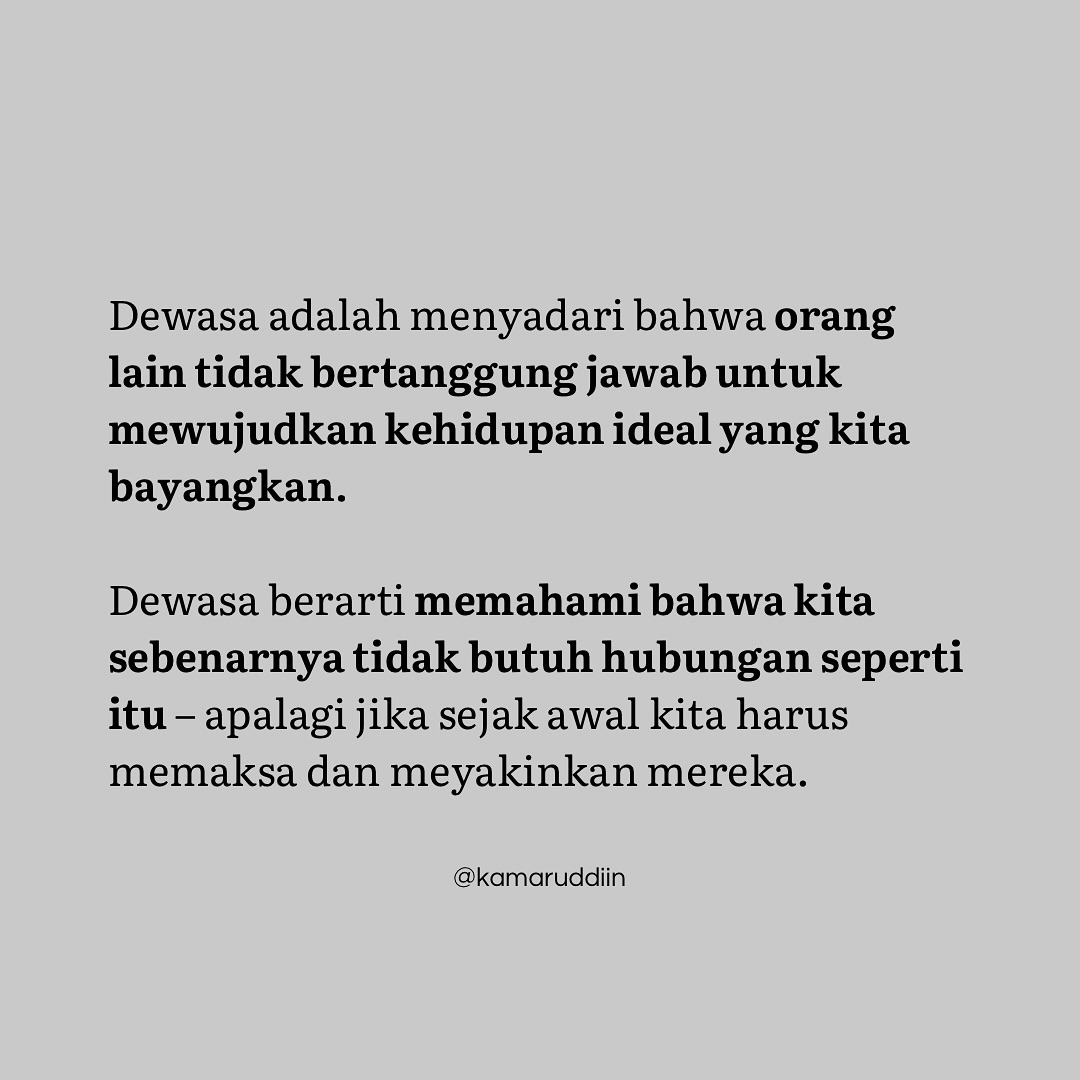 Dewasa adalah menyadari bahwa orang
lain tidak bertanggung jawab untuk
mewujudkan kehidupan ideal yang kita
bayangkan.
Dewasa berarti memahami bahwa kita
sebenarnya tidak butuh hubungan seperti
itu – apalagi jika sejak awal kita harus
memaksa dan meyakinkan mereka.
@kamaruddiin